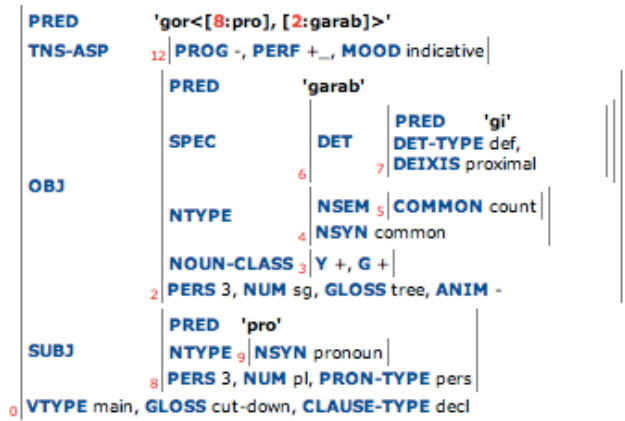 PRED 'gor<[8:pro], [2:garab]>'
TNS-ASP 12 PROG -, PERF +_, MOOD indicative
PRED 'garab'
PRED 'gi'
SPEC DET DET-TYPE def,
6 7 DEIXIS proximal
OBJ
NTYPE NSEM 5 COMMON count
4 NSYN common
NOUN-CLASS 3 Y +, G +
2 PERS 3, NUM sg, GLOSS tree, ANIM -
PRED 'pro'
SUBJ NTYPE 9 NSYN pronoun
8 PERS 3, NUM pl, PRON-TYPE pers
0 VTYPE main, GLOSS cut-down, CLAUSE-TYPE decl